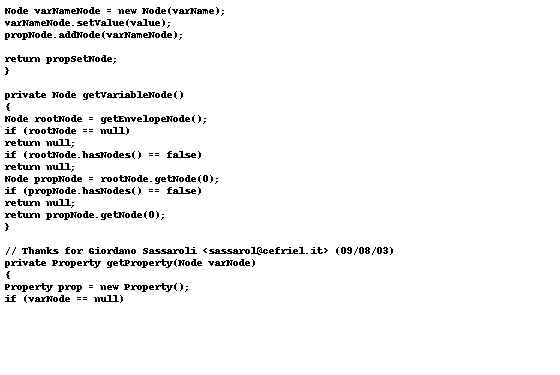 Node varNameNode = new Node(varName);
varNameNode.setValue(value);
propNode.addNode(varNameNode);

return propSetNode;
}

private Node getVariableNode()
{
Node rootNode = getEnvelopeNode();
if (rootNode == null)
return null;
if (rootNode.hasNodes() == false)
return null;
Node propNode = rootNode.getNode(0);
if (propNode.hasNodes() == false)
return null;
return propNode.getNode(0);
}

// Thanks for Giordano Sassaroli <sassarol@cefriel.it> (09/08/03)
private Property getProperty(Node varNode)
{
Property prop = new Property();
if (varNode == null)